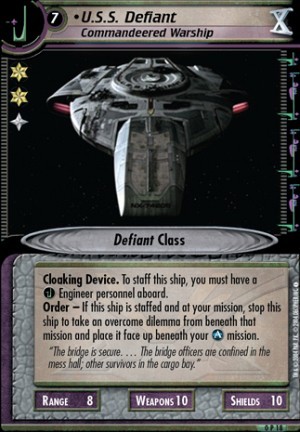 7 • U.S.S. Defiant
Commandeered Warship
Defiant Class
Cloaking Device. To staff this ship, you must have a
Engineer personnel aboard.
Order – If this ship is staffed and at your mission, stop this
ship to take an overcome dilemma from beneath that
mission and place it face up beneath your mission.
"The bridge is secure. . . . The bridge officers are confined in the
mess hall; other survivors in the cargo bay."
RANGE 8 WEAPONS 10 SHIELDS 10
0 P 18